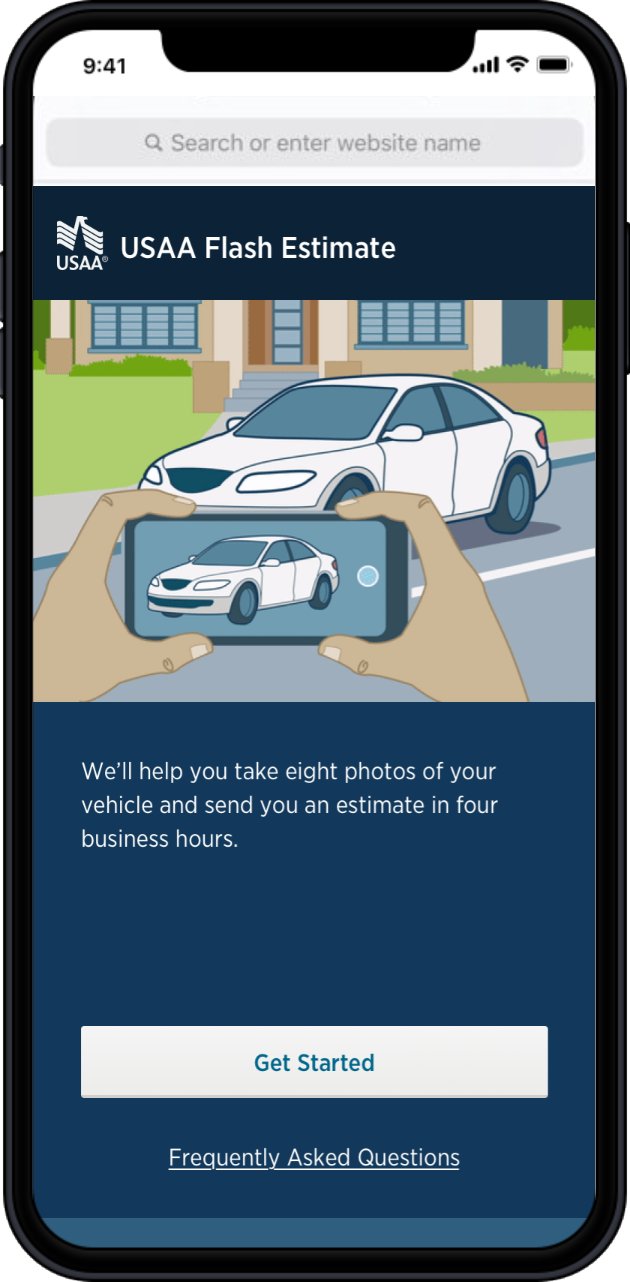 9:41
Search or enter website name
USAA®
USAA Flash Estimate
We’ll help you take eight photos of your
vehicle and send you an estimate in four
business hours.
Get Started
Frequently Asked Questions